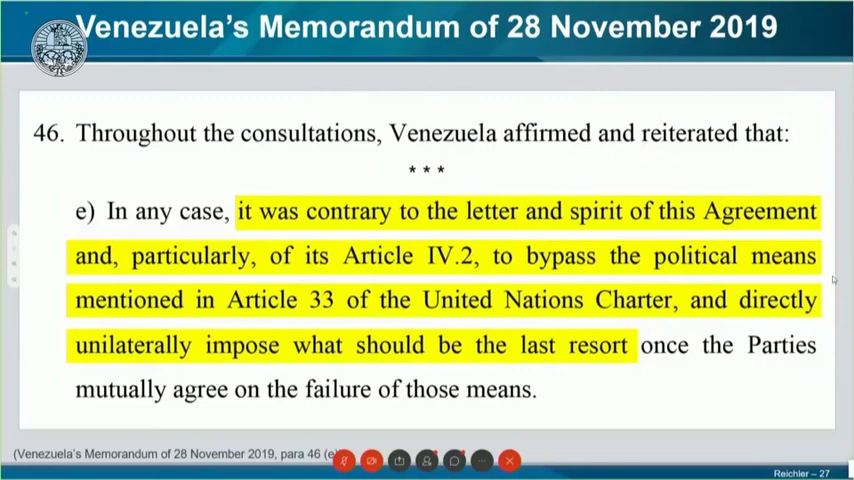 Venezuela's Memorandum of 28 November 2019
46. Throughout the consultations, Venezuela affirmed and reiterated that:
* * *
e) In any case, it was contrary to the letter and spirit of this Agreement
and, particularly, of its Article IV.2, to bypass the political means
mentioned in Article 33 of the United Nations Charter, and directly
unilaterally impose what should be the last resort once the Parties
mutually agree on the failure of those means.
(Venezuela's Memorandum of 28 November 2019, para 46 (e
Reichler – 27